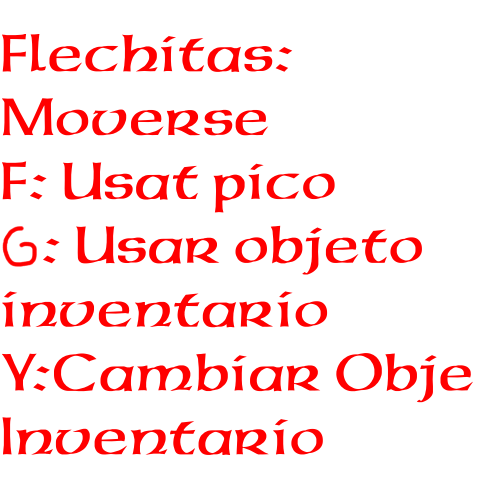 Flechitas:
Moverse
F: Usat pico
G: Usar objeto
inventario
Y:Cambiar Obje
Inventario